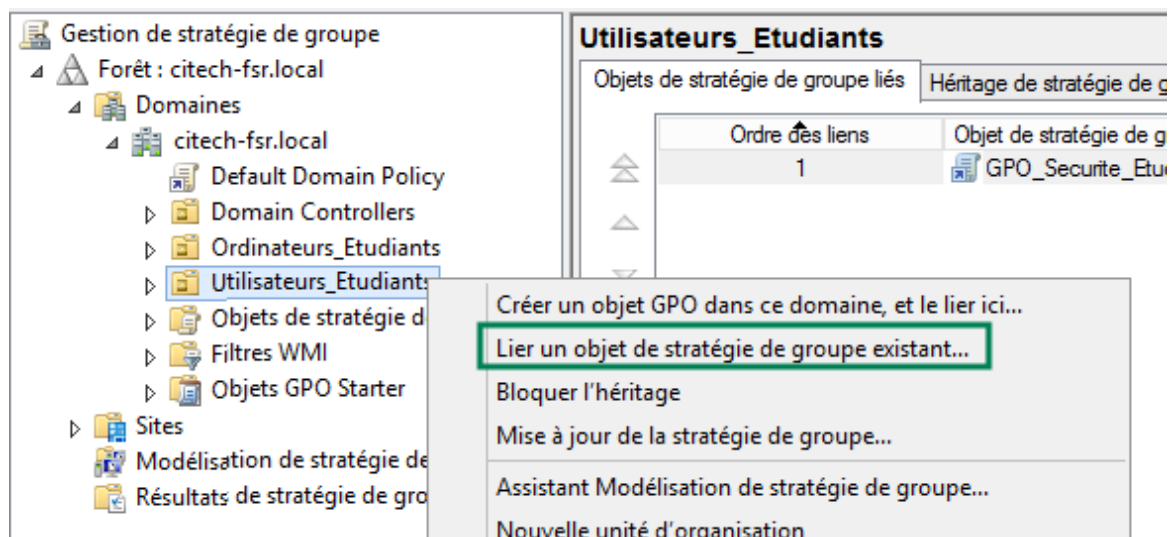 Gestion de stratégie de groupe
Forêt : citech-fsr.local
Domaines
citech-fsr.local
Default Domain Policy
Domain Controllers
Ordinateurs_Etudiants
Utilisateurs_Etudiants
Objets de stratégie d
Filtres WMI
Objets GPO Starter
Sites
Modélisation de stratégie de
Résultats de stratégie de gro
Utilisateurs_Etudiants
Objets de stratégie de groupe liés
Héritage de stratégie de g
Ordre des liens
Objet de stratégie de g
1
GPO_Securite_Etu
Créer un objet GPO dans ce domaine, et le lier ici...
Lier un objet de stratégie de groupe existant...
Bloquer l'héritage
Mise à jour de la stratégie de groupe...
Assistant Modélisation de stratégie de groupe...
Nouvelle unité d'organisation